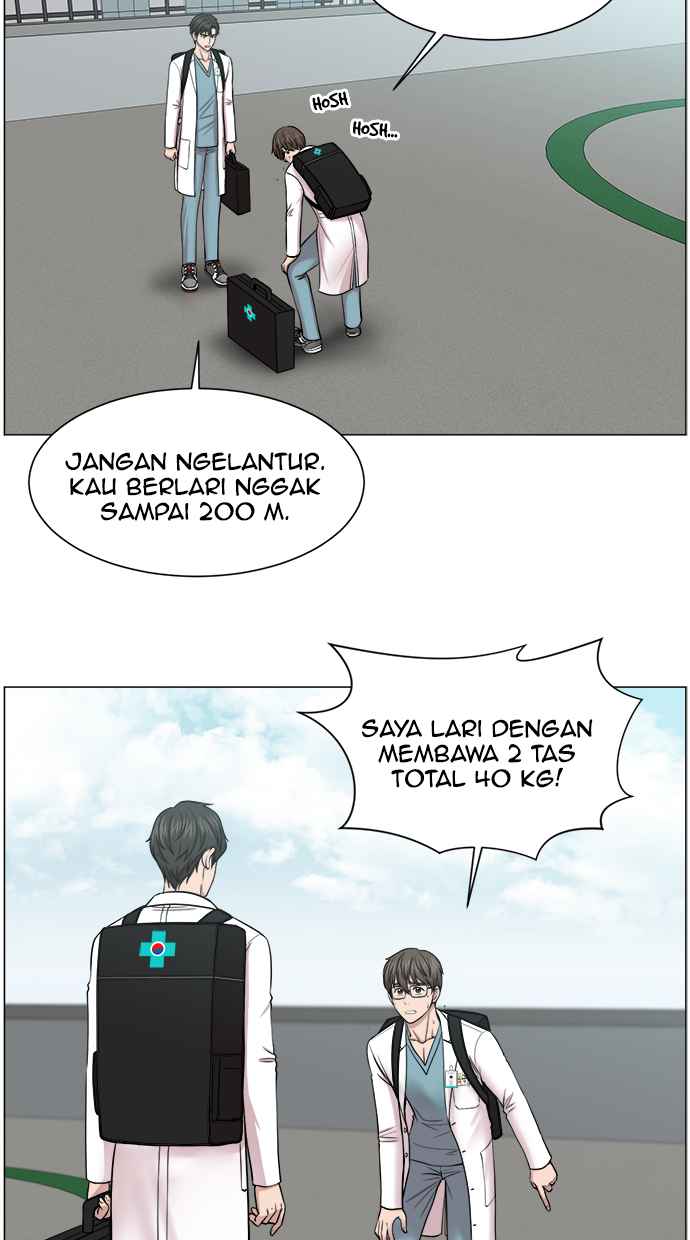 HOSH
HOSH...
JANGAN NGELANTUR.
KAU BERLARI NGGAK
SAMPAI 200 M.
SAYA LARI DENGAN
MEMBAWA 2 TAS
TOTAL 40 KG!